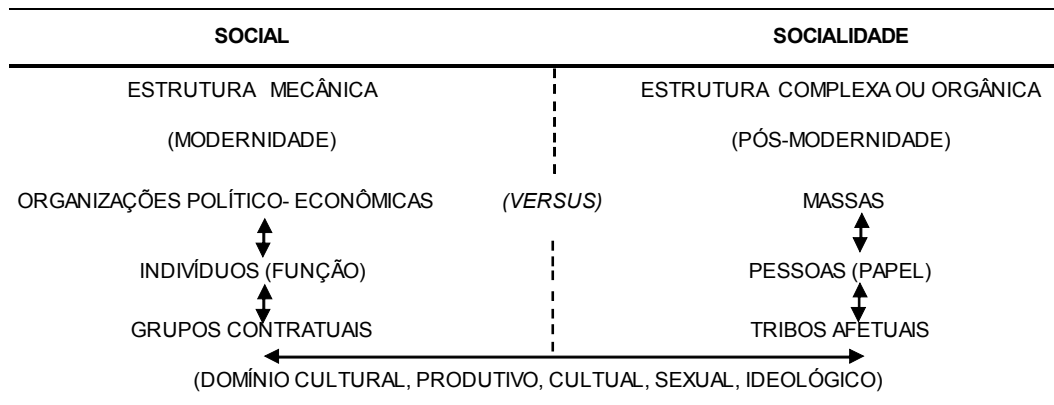 SOCIAL SOCIALIDADE
ESTRUTURA MECÂNICA ESTRUTURA COMPLEXA OU ORGÂNICA
(MODERNIDADE) (PÓS-MODERNIDADE)
ORGANIZAÇÕES POLÍTICO- ECONÔMICAS (VERSUS) MASSAS
INDIVÍDUOS (FUNÇÃO) PESSOAS (PAPEL)
GRUPOS CONTRATUAIS TRIBOS AFETUAIS
(DOMÍNIO CULTURAL, PRODUTIVO, CULTUAL, SEXUAL, IDEOLÓGICO)